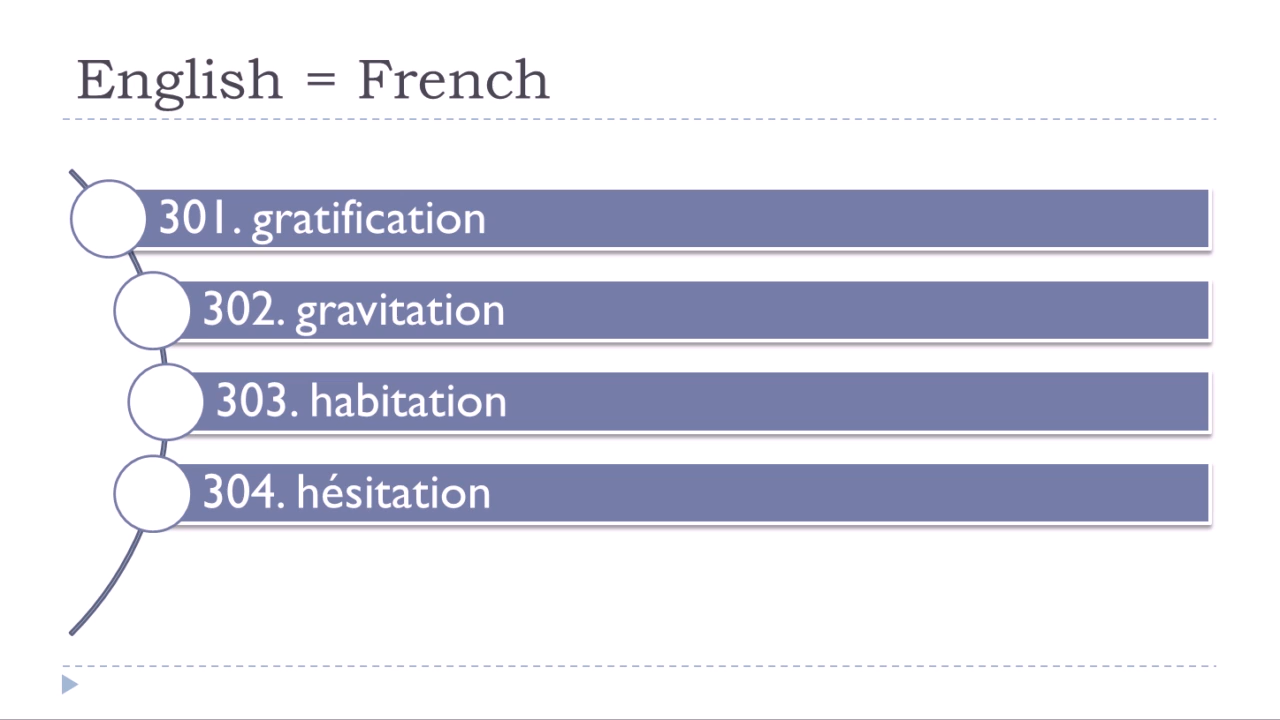 English = French
301. gratification
302. gravitation
303. habitation
304. hésitation